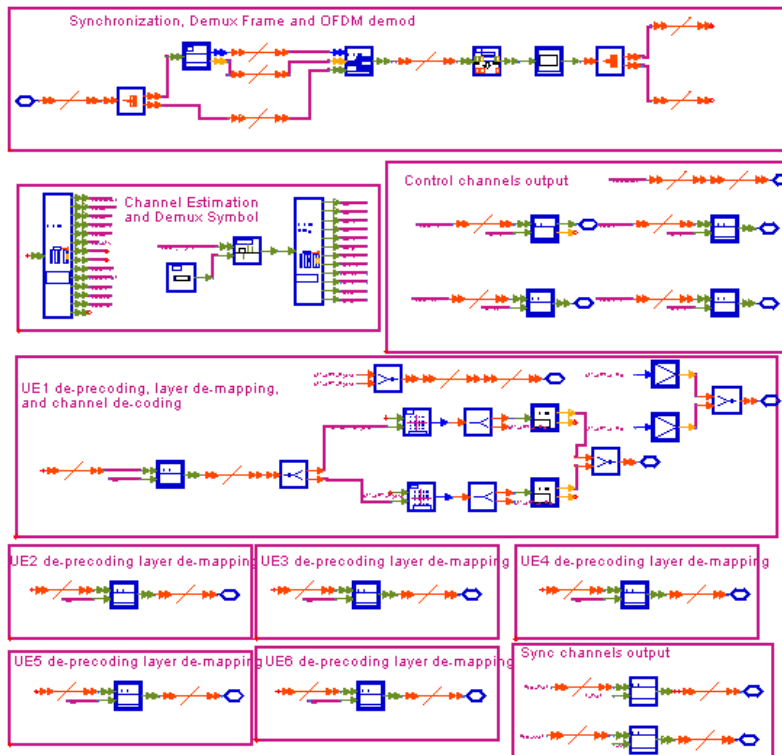 Synchronization, Demux Frame and OFDM demod
Channel Estimation
and Demux Symbol
Control channels output
UE1 de-precoding, layer de-mapping,
and channel de-coding
UE2 de-precoding layer de-mapping
UE3 de-precoding layer de-mapping
UE4 de-precoding layer de-mapping
UE5 de-precoding layer de-mapping
UE6 de-precoding layer de-mapping
Sync channels output